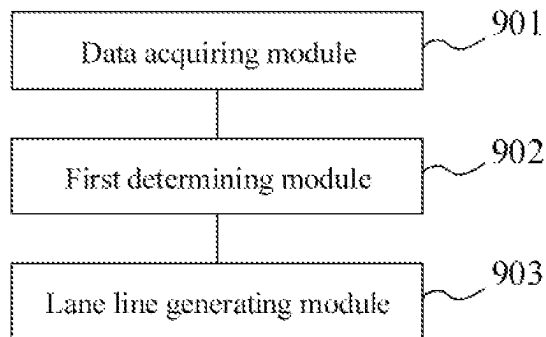 901
Data acquiring module
902
First determining module
903
Lane line generating module